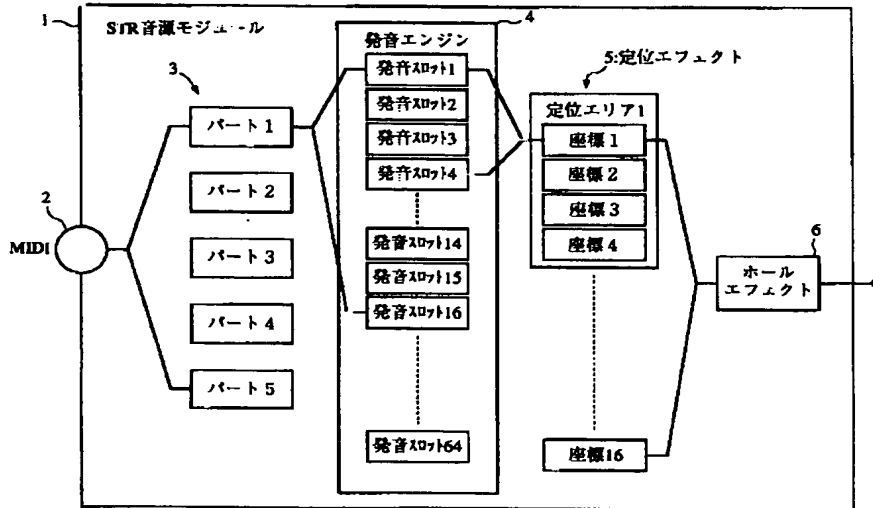 1
STR音源モジュール
3
2
MIDI
パート1
パート2
パート3
パート4
パート5
4
発音エンジン
発音スロット1
発音スロット2
発音スロット3
発音スロット4
発音スロット14
発音スロット15
発音スロット16
発音スロット64
5:定位エフェクト
定位エリア1
座標1
座標2
座標3
座標4
座標16
6
ホール
エフェクト